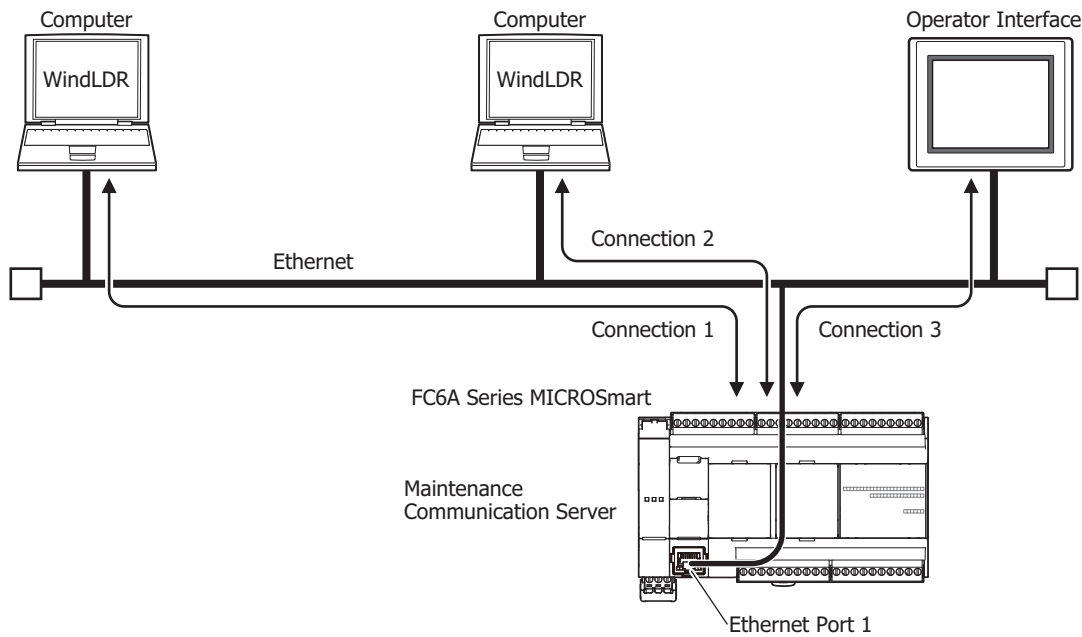 Computer
Computer
Operator Interface
WindLDR
WindLDR
Connection 2
Ethernet
Connection 1
Connection 3
FC6A Series MICROSmart
Maintenance
Communication Server
Ethernet Port 1